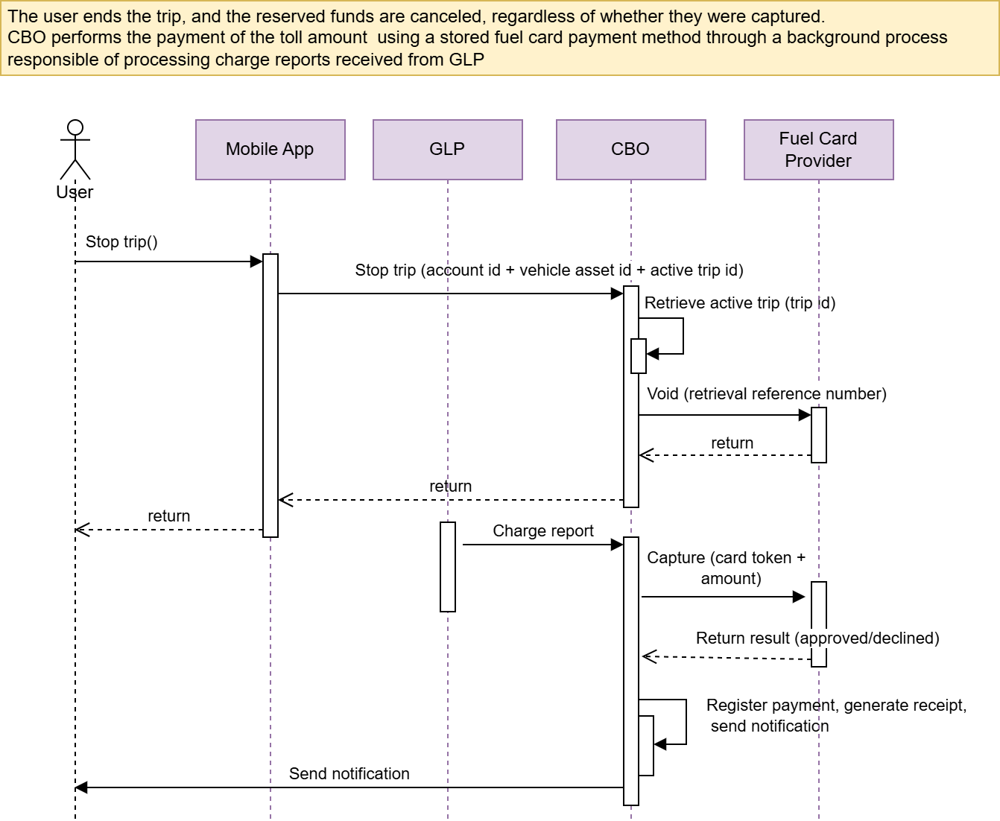 The user ends the trip, and the reserved funds are canceled, regardless of whether they were captured.
CBO performs the payment of the toll amount  using a stored fuel card payment method through a background process
responsible of processing charge reports received from GLP
Mobile App
GLP
CBO
Fuel Card
Provider
User
Stop trip()
Stop trip (account id + vehicle asset id + active trip id)
Retrieve active trip (trip id)
Void (retrieval reference number)
return
return
return
Charge report
Capture (card token +
amount)
Return result (approved/declined)
Register payment, generate receipt,
send notification
Send notification